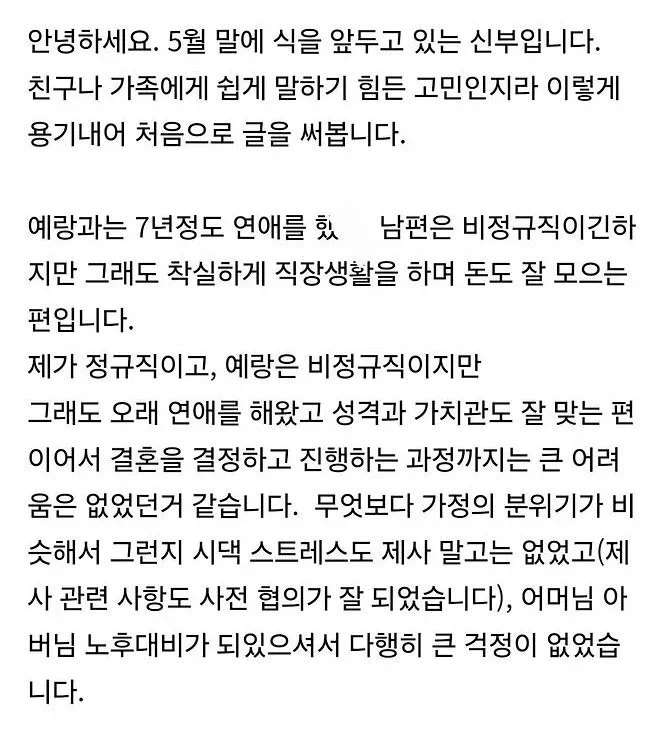 안녕하세요. 5월 말에 식을 앞두고 있는 신부입니다.
친구나 가족에게 쉽게 말하기 힘든 고민인지라 이렇게
용기내어 처음으로 글을 써봅니다.
예랑과는 7년정도 연애를 했 남편은 비정규직이긴하
지만 그래도 착실하게 직장생활을 하며 돈도 잘 모으는
편입니다.
제가 정규직이고, 예랑은 비정규직이지만
그래도 오래 연애를 해왔고 성격과 가치관도 잘 맞는 편
이어서 결혼을 결정하고 진행하는 과정까지는 큰 어려
움은 없었던거 같습니다. 무엇보다 가정의 분위기가 비
슷해서 그런지 시댁 스트레스도 제사 말고는 없었고(제
사 관련 사항도 사전 협의가 잘 되었습니다), 어머님 아
버님 노후대비가 되있으셔서 다행히 큰 걱정이 없었습
니다.